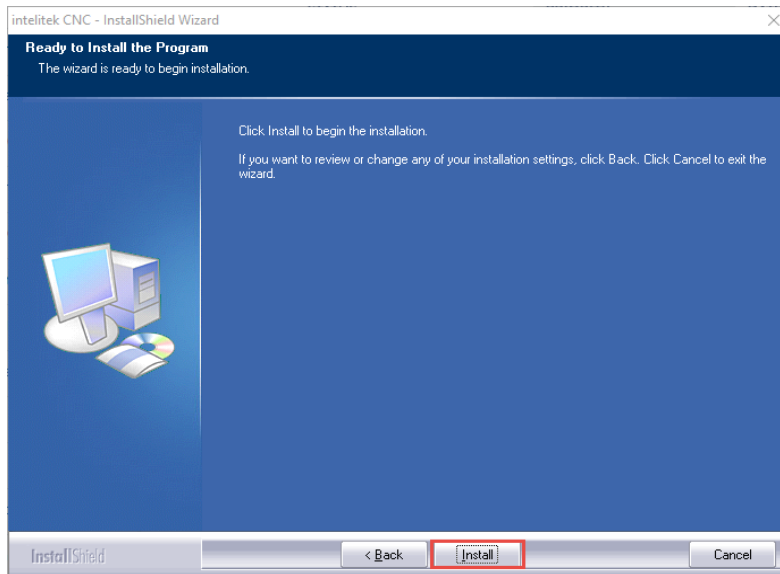 intelitek CNC - InstallShield Wizard
Ready to Install the Program
The wizard is ready to begin installation.
Click Install to begin the installation.
If you want to review or change any of your installation settings, click Back. Click Cancel to exit the
wizard.
InstallShield
< Back
Install
Cancel